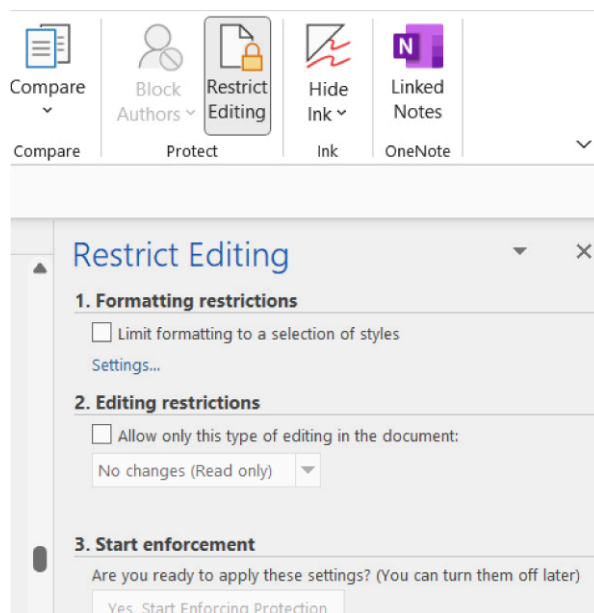 Compare
Block
Authors
Restrict
Editing
Hide
Ink
Linked
Notes
Compare
Protect
Ink
OneNote
Restrict Editing
1. Formatting restrictions
Limit formatting to a selection of styles
Settings...
2. Editing restrictions
Allow only this type of editing in the document:
No changes (Read only)
3. Start enforcement
Are you ready to apply these settings? (You can turn them off later)
Yes, Start Enforcing Protection